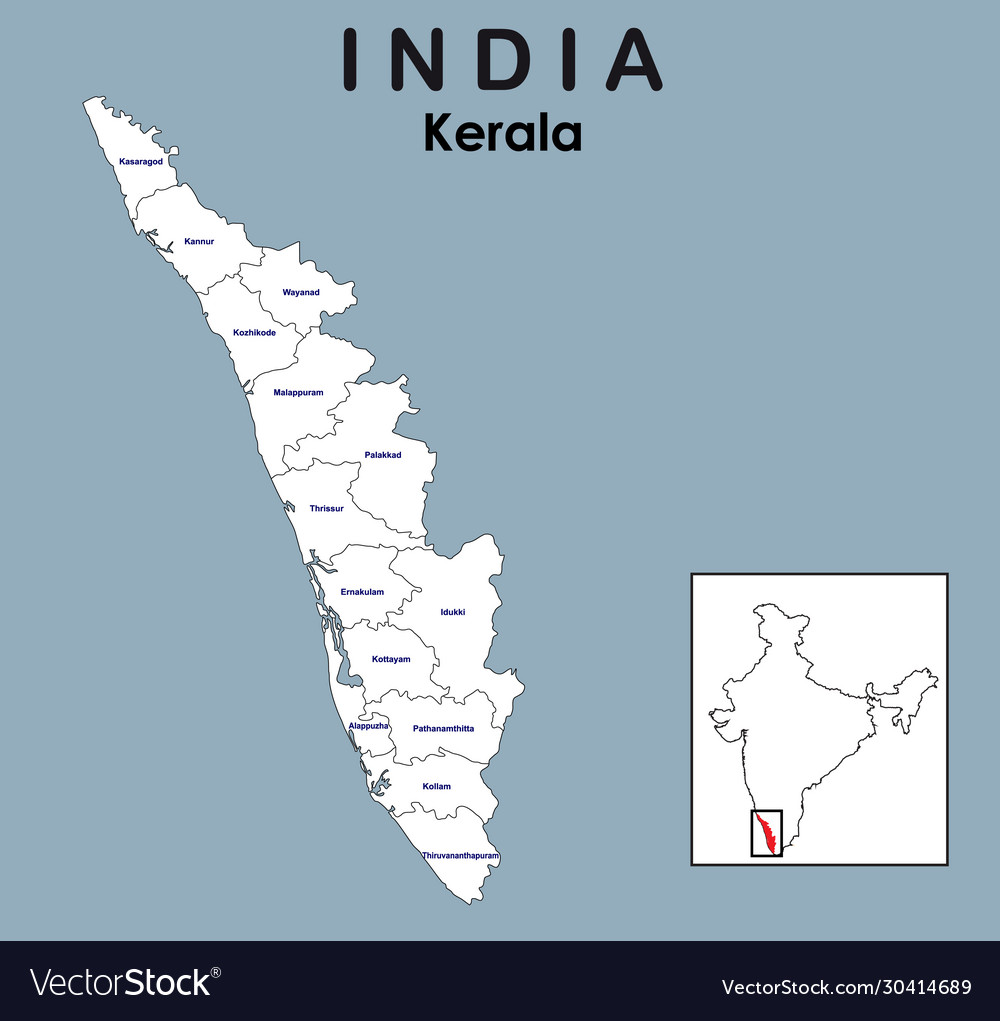 INDIA
Kerala
Kasaragod
Kannur
Wayanad
Kozhikode
Malappuram
Palakkad
Thrissur
Ernakulam
Idukki
Kottayam
Alappuzha
Pathanamthitta
Kollam
Thiruvananthapuram
VectorStock®
VectorStock.com/30414689